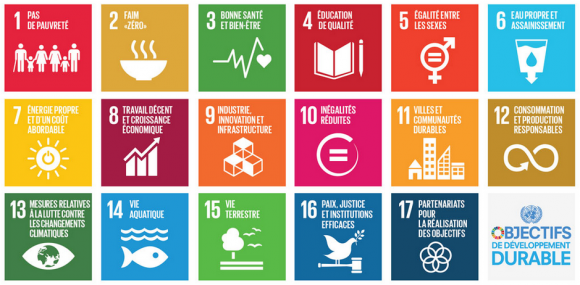 1 PAS
DE PAUVRETÉ
2 FAIM
«ZÉRO»
3 BONNE SANTÉ
ET BIEN-ÊTRE
4 ÉDUCATION
DE QUALITÉ
5 ÉGALITÉ ENTRE
LES SEXES
6 EAU PROPRE ET
ASSAINISSEMENT
7 ÉNERGIE PROPRE
ET D'UN COÛT
ABORDABLE
8 TRAVAIL DÉCENT
ET CROISSANCE
ÉCONOMIQUE
9 INDUSTRIE,
INNOVATION ET
INFRASTRUCTURE
10 INÉGALITÉS
RÉDUITES
11 VILLES ET
COMMUNAUTÉS
DURABLES
12 CONSOMMATION
ET PRODUCTION
RESPONSABLES
13 MESURES RELATIVES
À LA LUTTE CONTRE
LES CHANGEMENTS
CLIMATIQUES
14 VIE
AQUATIQUE
15 VIE
TERRESTRE
16 PAIX, JUSTICE
ET INSTITUTIONS
EFFICACES
17 PARTENARIATS
POUR
LA RÉALISATION
DES OBJECTIFS
OBJECTIFS
DE DÉVELOPPEMENT
DURABLE